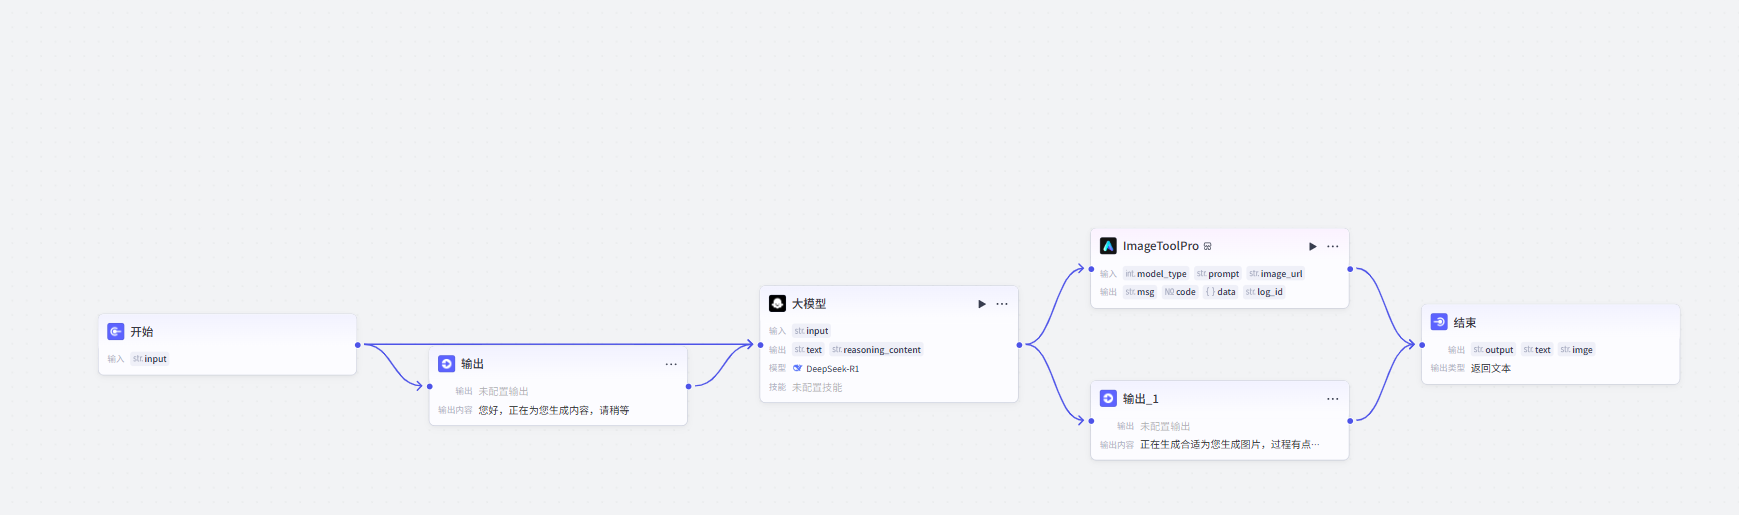 开始
输入 str. input
输出
输出 未配置输出
输出内容 您好，正在为您生成内容，请稍等
大模型
输入 str. input
输出 str. text str. reasoning_content
模型 DeepSeek-R1
技能 未配置技能
ImageToolPro
输入 int. model_type str. prompt str. image_url
输出 str. msg NO code {} data str. log_id
输出_1
输出 未配置输出
输出内容 正在生成合适为您生成图片，过程有点…
结束
输出 str. output str. text str. imge
输出类型 返回文本